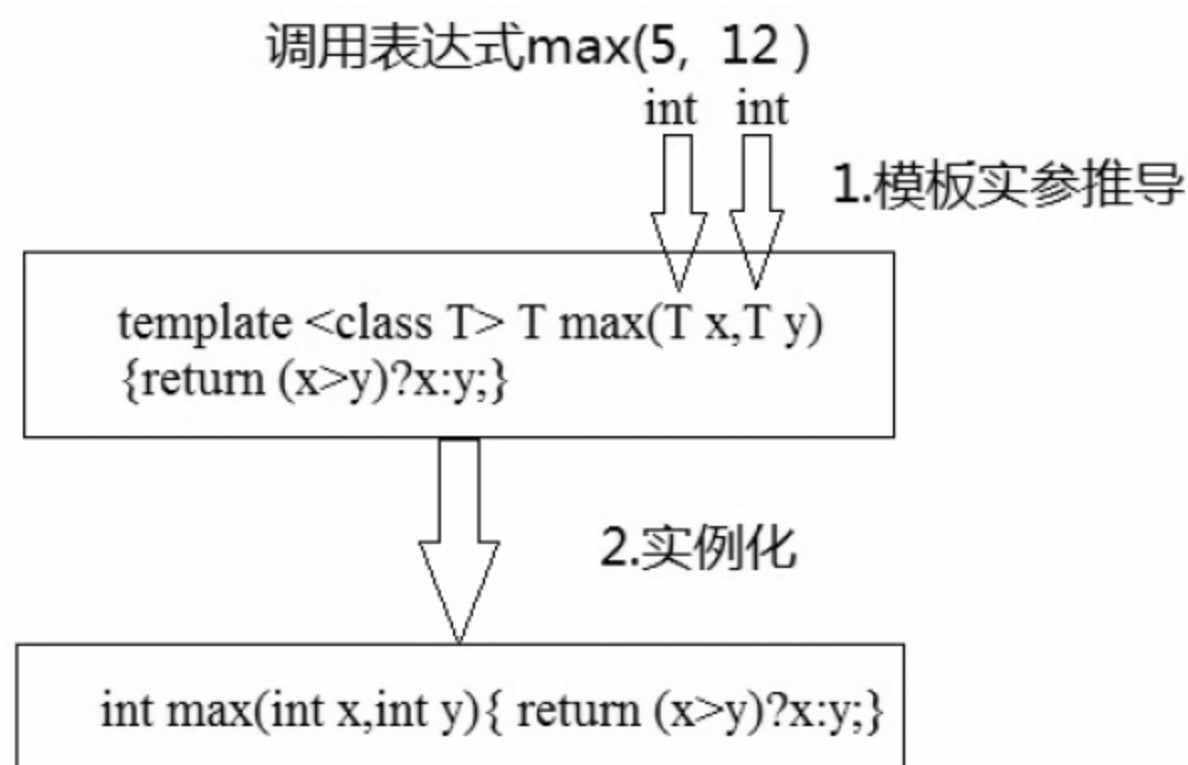 调用表达式max(5, 12 )
int int
1.模板实参推导
template <class T> T max(T x,T y)
{return (x>y)?x:y;}
2.实例化
int max(int x,int y){ return (x>y)?x:y;}